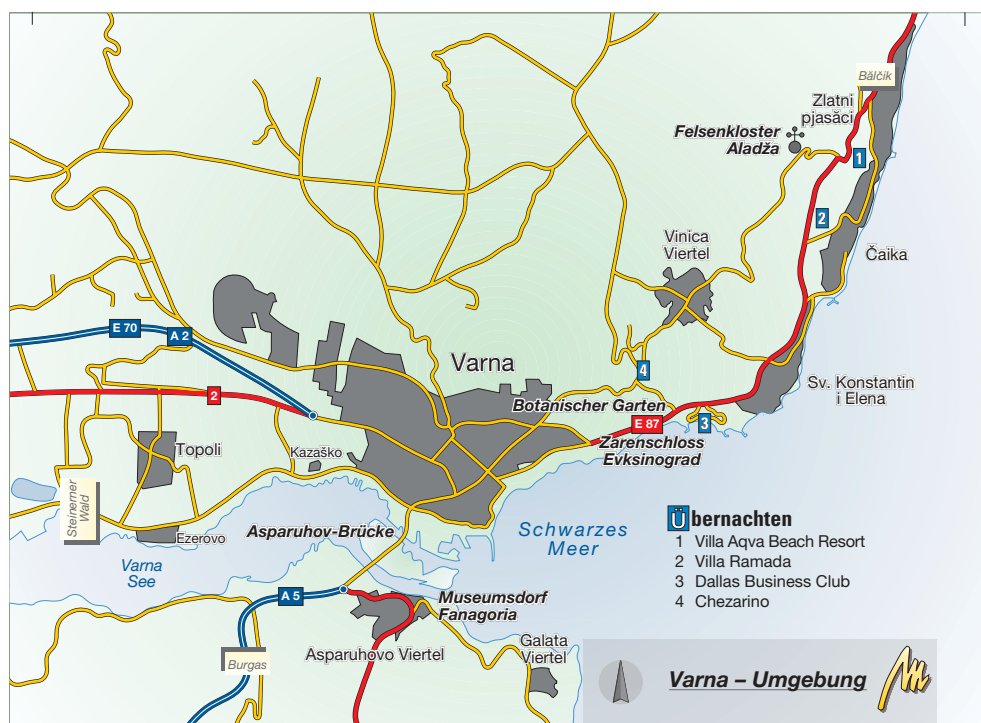 Bălčik
Zlatni
pjasăci
Felsenkloster
Aladža
1
2
Vinica
Viertel
Čaika
E 70
A 2
Varna
4
Sv. Konstantin
i Elena
2
Botanischer Garten
E 87
3
Zarenschloss
Evksinograd
Topoli
Kazaško
Steinerner
Wald
Ezerovo
Asparuhov-Brücke
Schwarzes
Meer
Varna
See
Übernachten
1 Villa Aqva Beach Resort
2 Villa Ramada
3 Dallas Business Club
4 Chezarino
A 5
Museumsdorf
Fanagoria
Asparuhovo Viertel
Galata
Viertel
Burgas
Varna – Umgebung